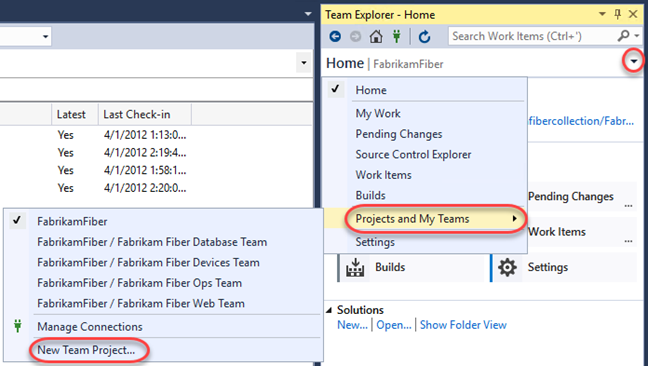 Team Explorer - Home
Search Work Items (Ctrl+')
Home | FabrikamFiber
Home
My Work
Pending Changes
Source Control Explorer
Work Items
Builds
Projects and My Teams
Settings
fibercollection/Fabr...
Pending Changes
...
Work Items
...
Builds
Settings
Solutions
New... | Open... | Show Folder View
Latest Last Check-in
Yes 4/1/2012 1:13:0...
Yes 4/1/2012 2:19:4...
Yes 4/1/2012 1:58:1...
Yes 4/1/2012 2:20:0...
FabrikamFiber
FabrikamFiber / Fabrikam Fiber Database Team
FabrikamFiber / Fabrikam Fiber Devices Team
FabrikamFiber / Fabrikam Fiber Ops Team
FabrikamFiber / Fabrikam Fiber Web Team
Manage Connections
New Team Project...